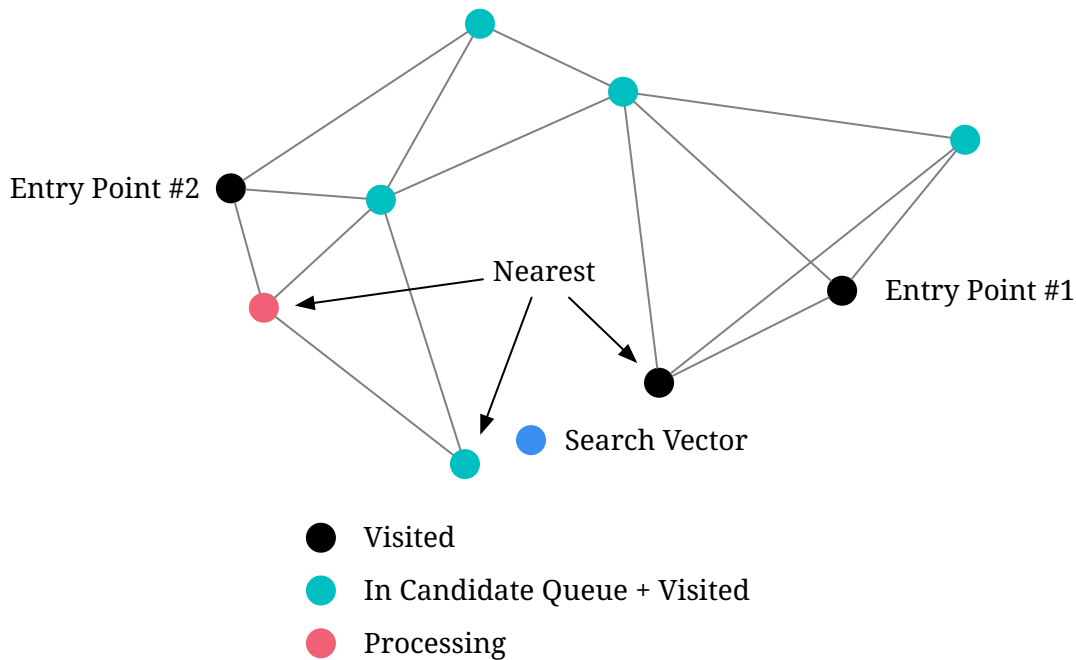 Entry Point #2
Nearest
Entry Point #1
Search Vector
Visited
In Candidate Queue + Visited
Processing